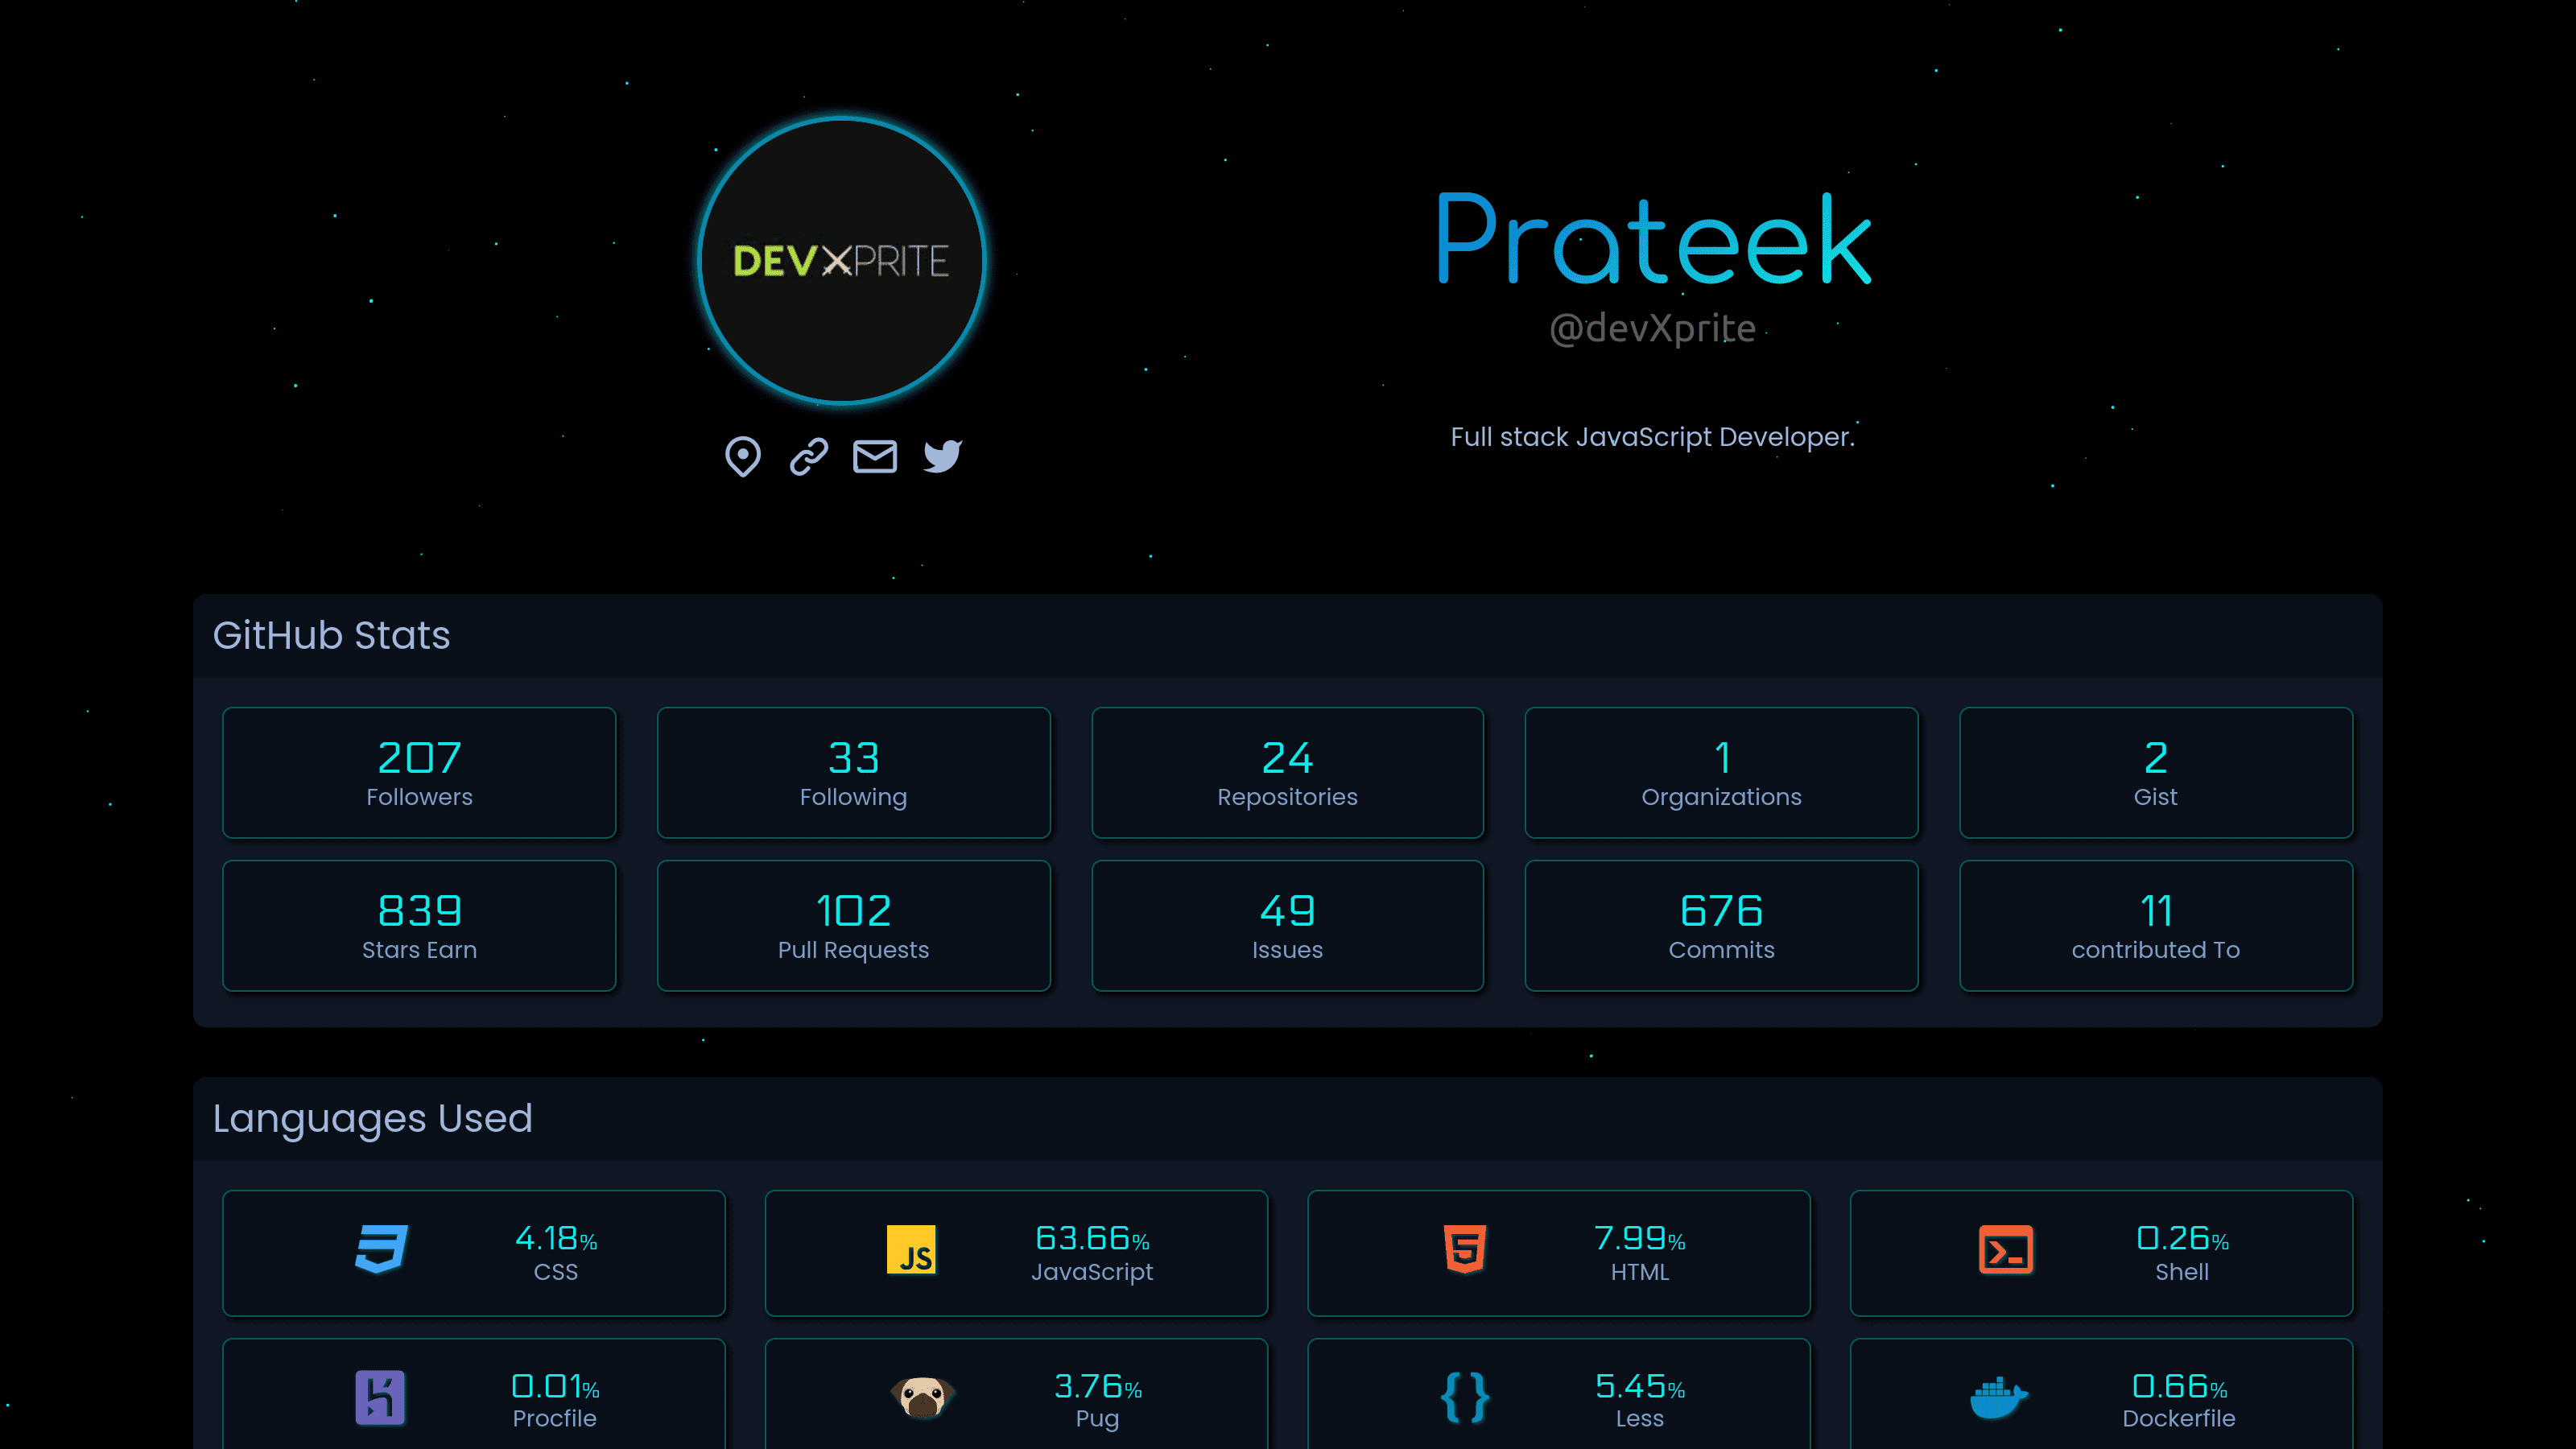 DEVXPRITE
Prateek
@devXprite
Full stack JavaScript Developer.
GitHub Stats
207
Followers
33
Following
24
Repositories
1
Organizations
2
Gist
839
Stars Earn
102
Pull Requests
49
Issues
676
Commits
11
contributed To
Languages Used
4.18%
CSS
JS
63.66%
JavaScript
7.99%
HTML
0.26%
Shell
0.01%
Procfile
3.76%
Pug
{ }
5.45%
Less
0.66%
Dockerfile